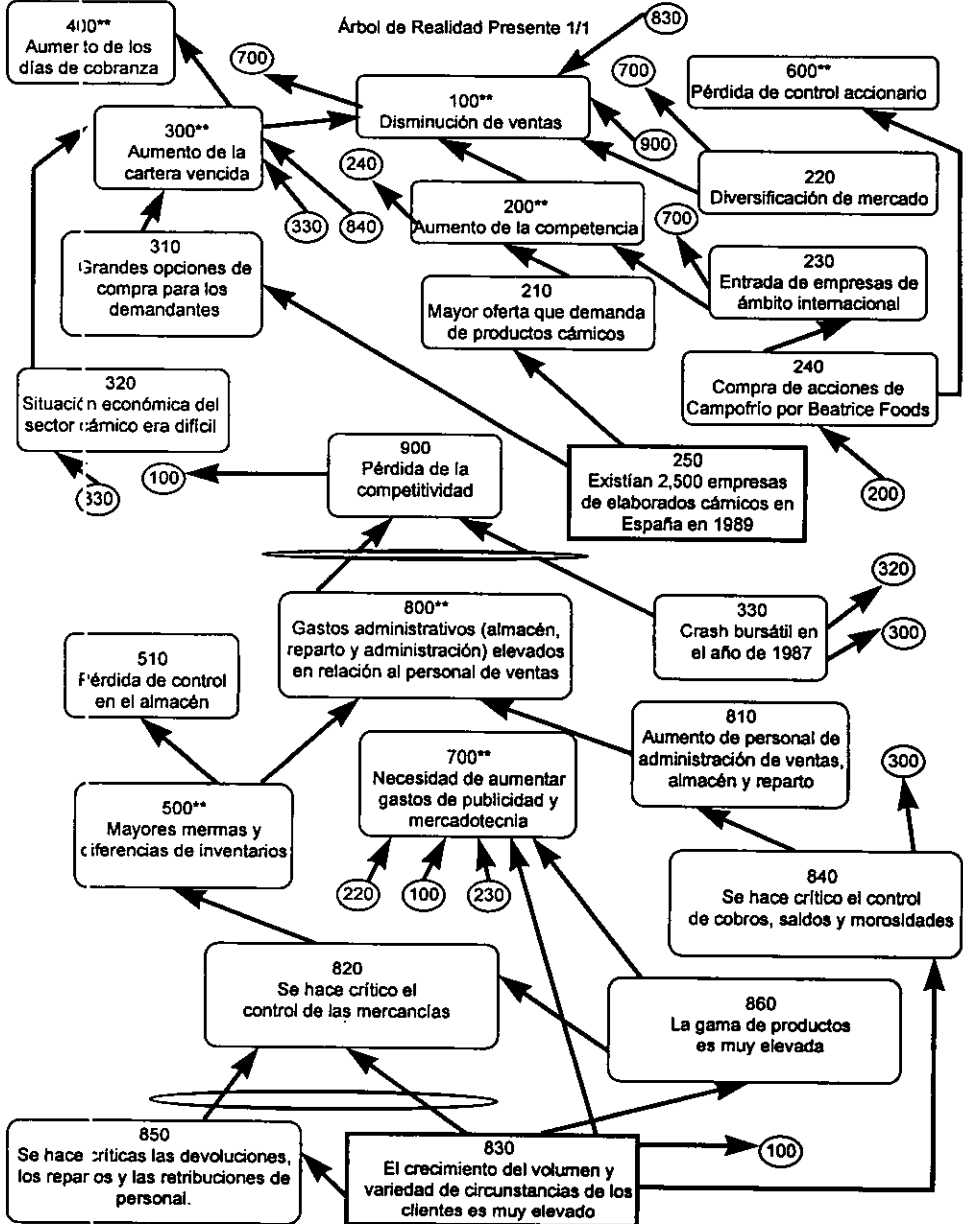 Árbol de Realidad Presente 1/1
400**
Aumento de los
días de cobranza
700
830
700
600**
Pérdida de control accionario
100**
Disminución de ventas
300**
Aumento de la
cartera vencida
900
240
220
Diversificación de mercado
200**
Aumento de la competencia
700
330
840
310
Grandes opciones de
compra para los
demandantes
230
Entrada de empresas de
ámbito internacional
210
Mayor oferta que demanda
de productos cárnicos
320
Situación económica del
sector cárnico era difícil
240
Compra de acciones de
Campofrío por Beatrice Foods
900
Pérdida de la
competitividad
100
330
250
Existían 2,500 empresas
de elaborados cárnicos en
España en 1989
200
320
800**
Gastos administrativos (almacén,
reparto y administración) elevados
en relación al personal de ventas
330
Crash bursátil en
el año de 1987
300
510
Pérdida de control
en el almacén
810
Aumento de personal de
administración de ventas,
almacén y reparto
700**
Necesidad de aumentar
gastos de publicidad y
mercadotecnia
300
500**
Mayores mermas y
diferencias de inventarios
220
100
230
840
Se hace crítico el control
de cobros, saldos y morosidades
820
Se hace crítico el
control de las mercancías
860
La gama de productos
es muy elevada
850
Se hace críticas las devoluciones,
los reparos y las retribuciones de
personal.
830
El crecimiento del volumen y
variedad de circunstancias de los
clientes es muy elevado
100